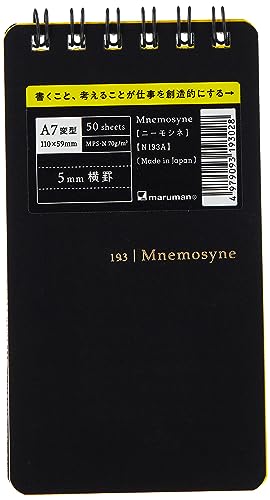 書くこと、考えることが仕事を創造的にする→
A7変型
110×59mm
50 sheets
MPS-N 70g/m²
5mm 横罫
Mnemosyne
【ニーモシネ】
【N193A】
(Made in Japan)
maruman®
4979093193028
193 | Mnemosyne